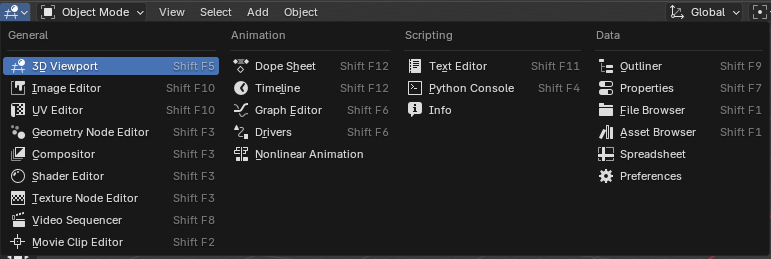 Object Mode View Select Add Object Global
General
3D Viewport Shift F5
Image Editor Shift F10
UV Editor Shift F10
Geometry Node Editor Shift F3
Compositor Shift F3
Shader Editor Shift F3
Texture Node Editor Shift F3
Video Sequencer Shift F8
Movie Clip Editor Shift F2
Animation
Dope Sheet Shift F12
Timeline Shift F12
Graph Editor Shift F6
Drivers Shift F6
Nonlinear Animation
Scripting
Text Editor Shift F11
Python Console Shift F4
Info
Data
Outliner Shift F9
Properties Shift F7
File Browser Shift F1
Asset Browser Shift F1
Spreadsheet
Preferences